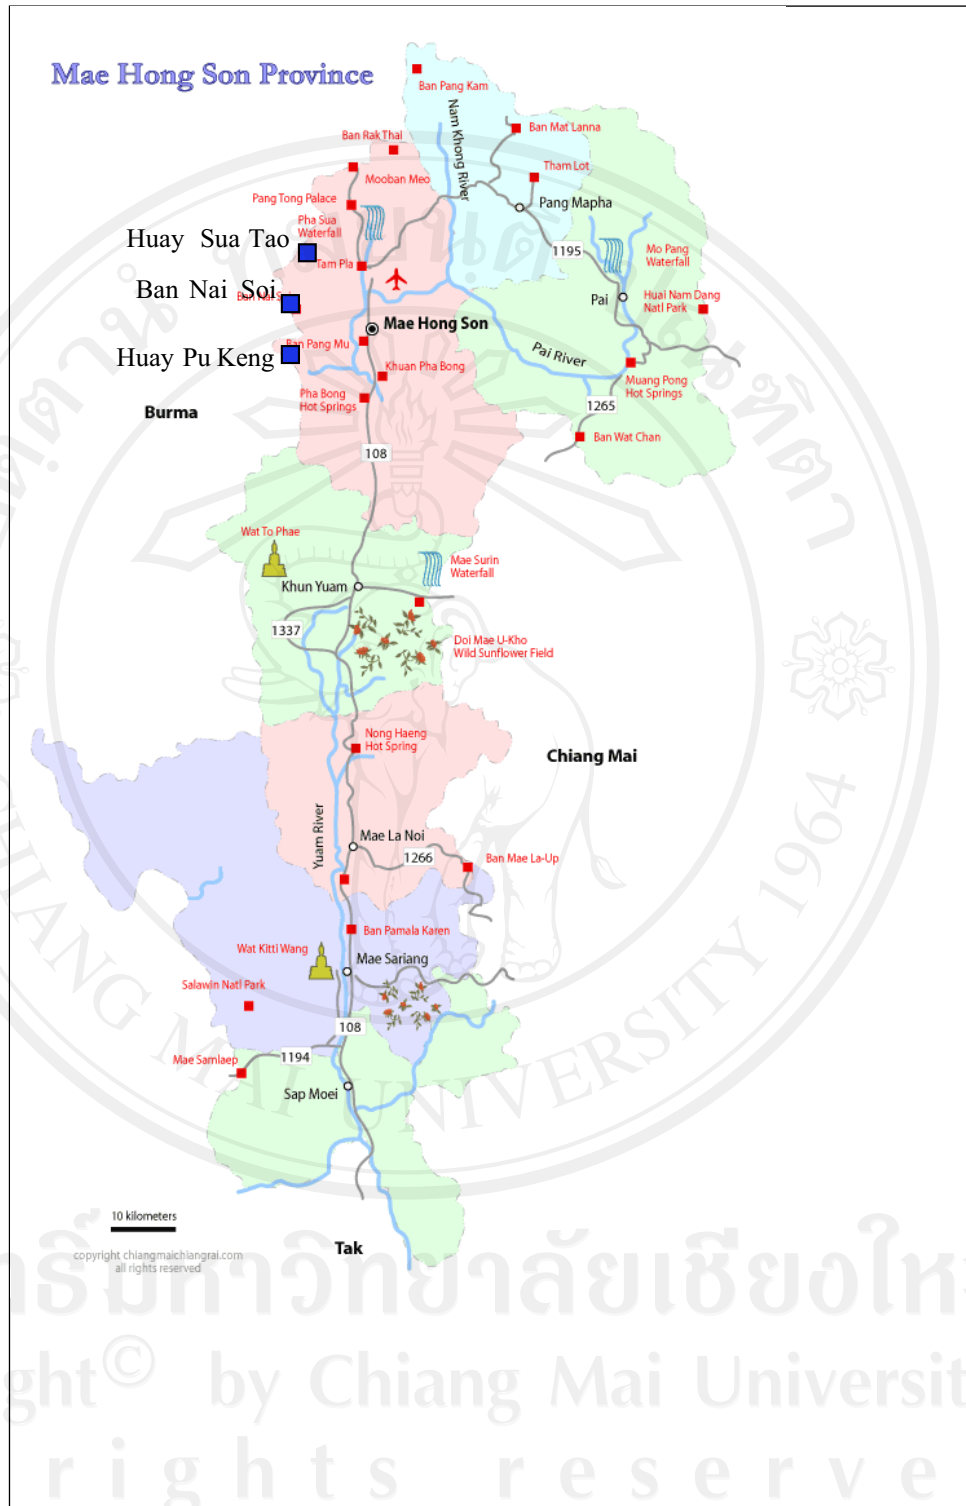 Mae Hong Son Province
Ban Pang Kam
Nam Khong River
Ban Mat Lanna
Ban Rak Thai
Mooban Meo
Tham Lot
Pang Tong Palace
Pang Mapha
Pha Sua
Waterfall
Huay Sua Tao
Tam Pla
1195
Mo Pang
Waterfall
Ban Nai Soi
Pai
Huai Nam Dang
Natl Park
Mae Hong Son
Ban Pang Mu
Huay Pu Keng
Khuan Pha Bong
Pai River
Muang Pong
Hot Springs
Pha Bong
Hot Springs
1265
Burma
Ban Wat Chan
108
Wat To Phae
Mae Surin
Waterfall
Khun Yuam
1337
Doi Mae U-Kho
Wild Sunflower Field
Nong Haeng
Hot Spring
Chiang Mai
Yuam River
Mae La Noi
1266
Ban Mae La-Up
Ban Pamala Karen
Wat Kitti Wang
Mae Sariang
Salawin Natl Park
108
1194
Mae Samlaep
Sap Moei
10 kilometers
Tak
copyright chiangmaichiangrai.com
all rights reserved
CHIANG MAI UNIVERSITY 1964
by Chiang Mai
rights reserve